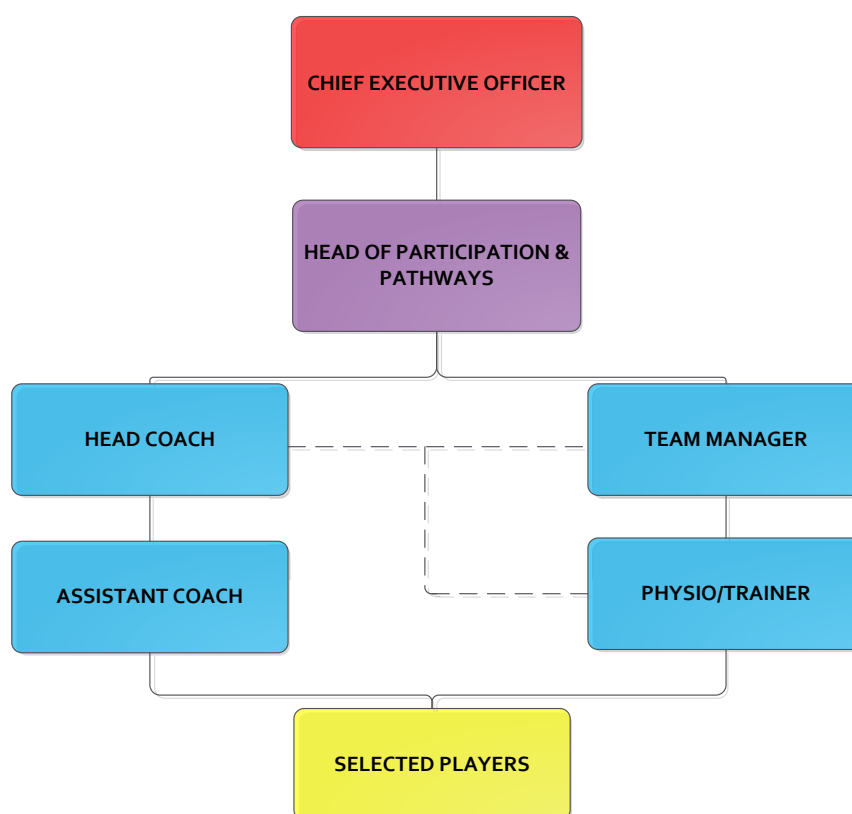 CHIEF EXECUTIVE OFFICER
HEAD OF PARTICIPATION &
PATHWAYS
HEAD COACH
TEAM MANAGER
ASSISTANT COACH
PHYSIO/TRAINER
SELECTED PLAYERS